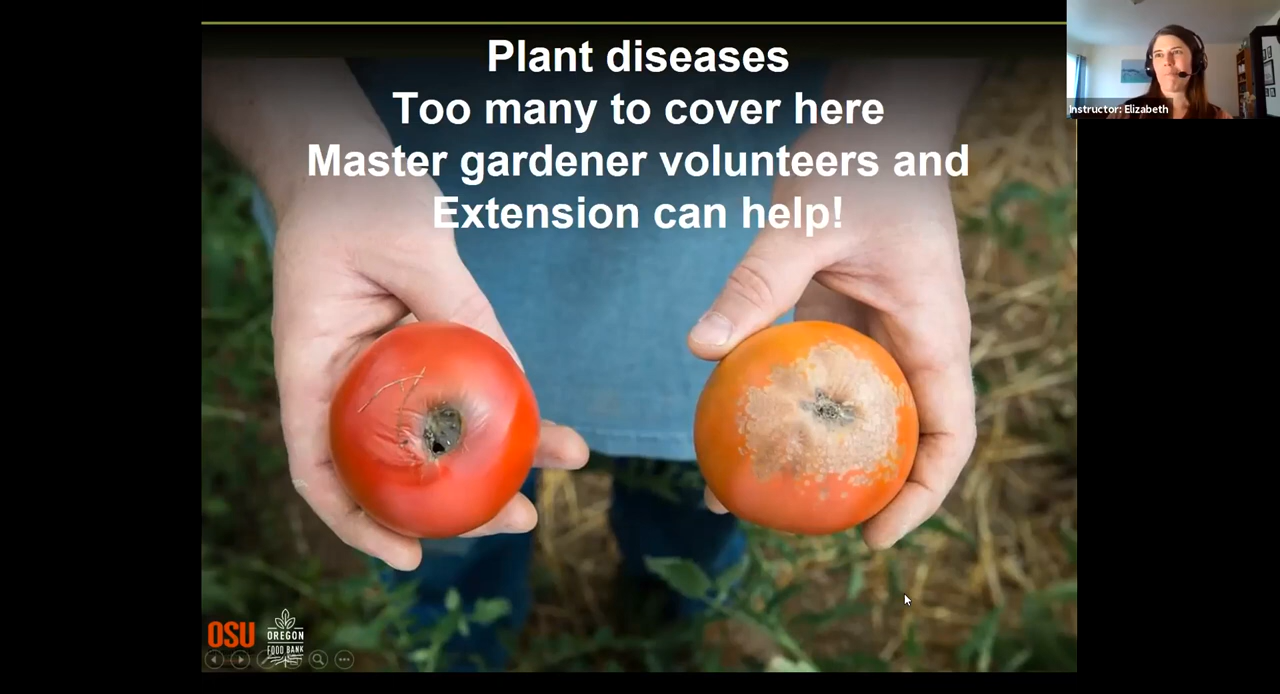 Plant diseases
Too many to cover here
Master gardener volunteers and
Extension can help!
Instructor: Elizabeth
OSU
OREGON
FOOD BANK